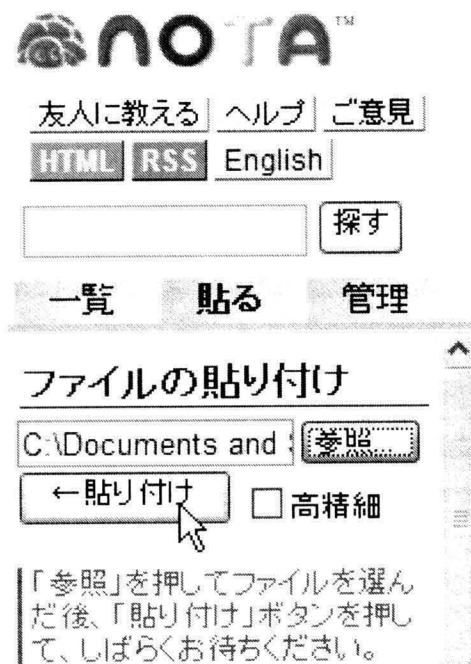 NOTA™
友人に教える ヘルプ ご意見
HTML RSS English
探す
一覧 貼る 管理
ファイルの貼り付け
C:\Documents and 参照...
←貼り付け □高精細
「参照」を押してファイルを選ん
だ後、「貼り付け」ボタンを押し
て、しばらくお待ちください。